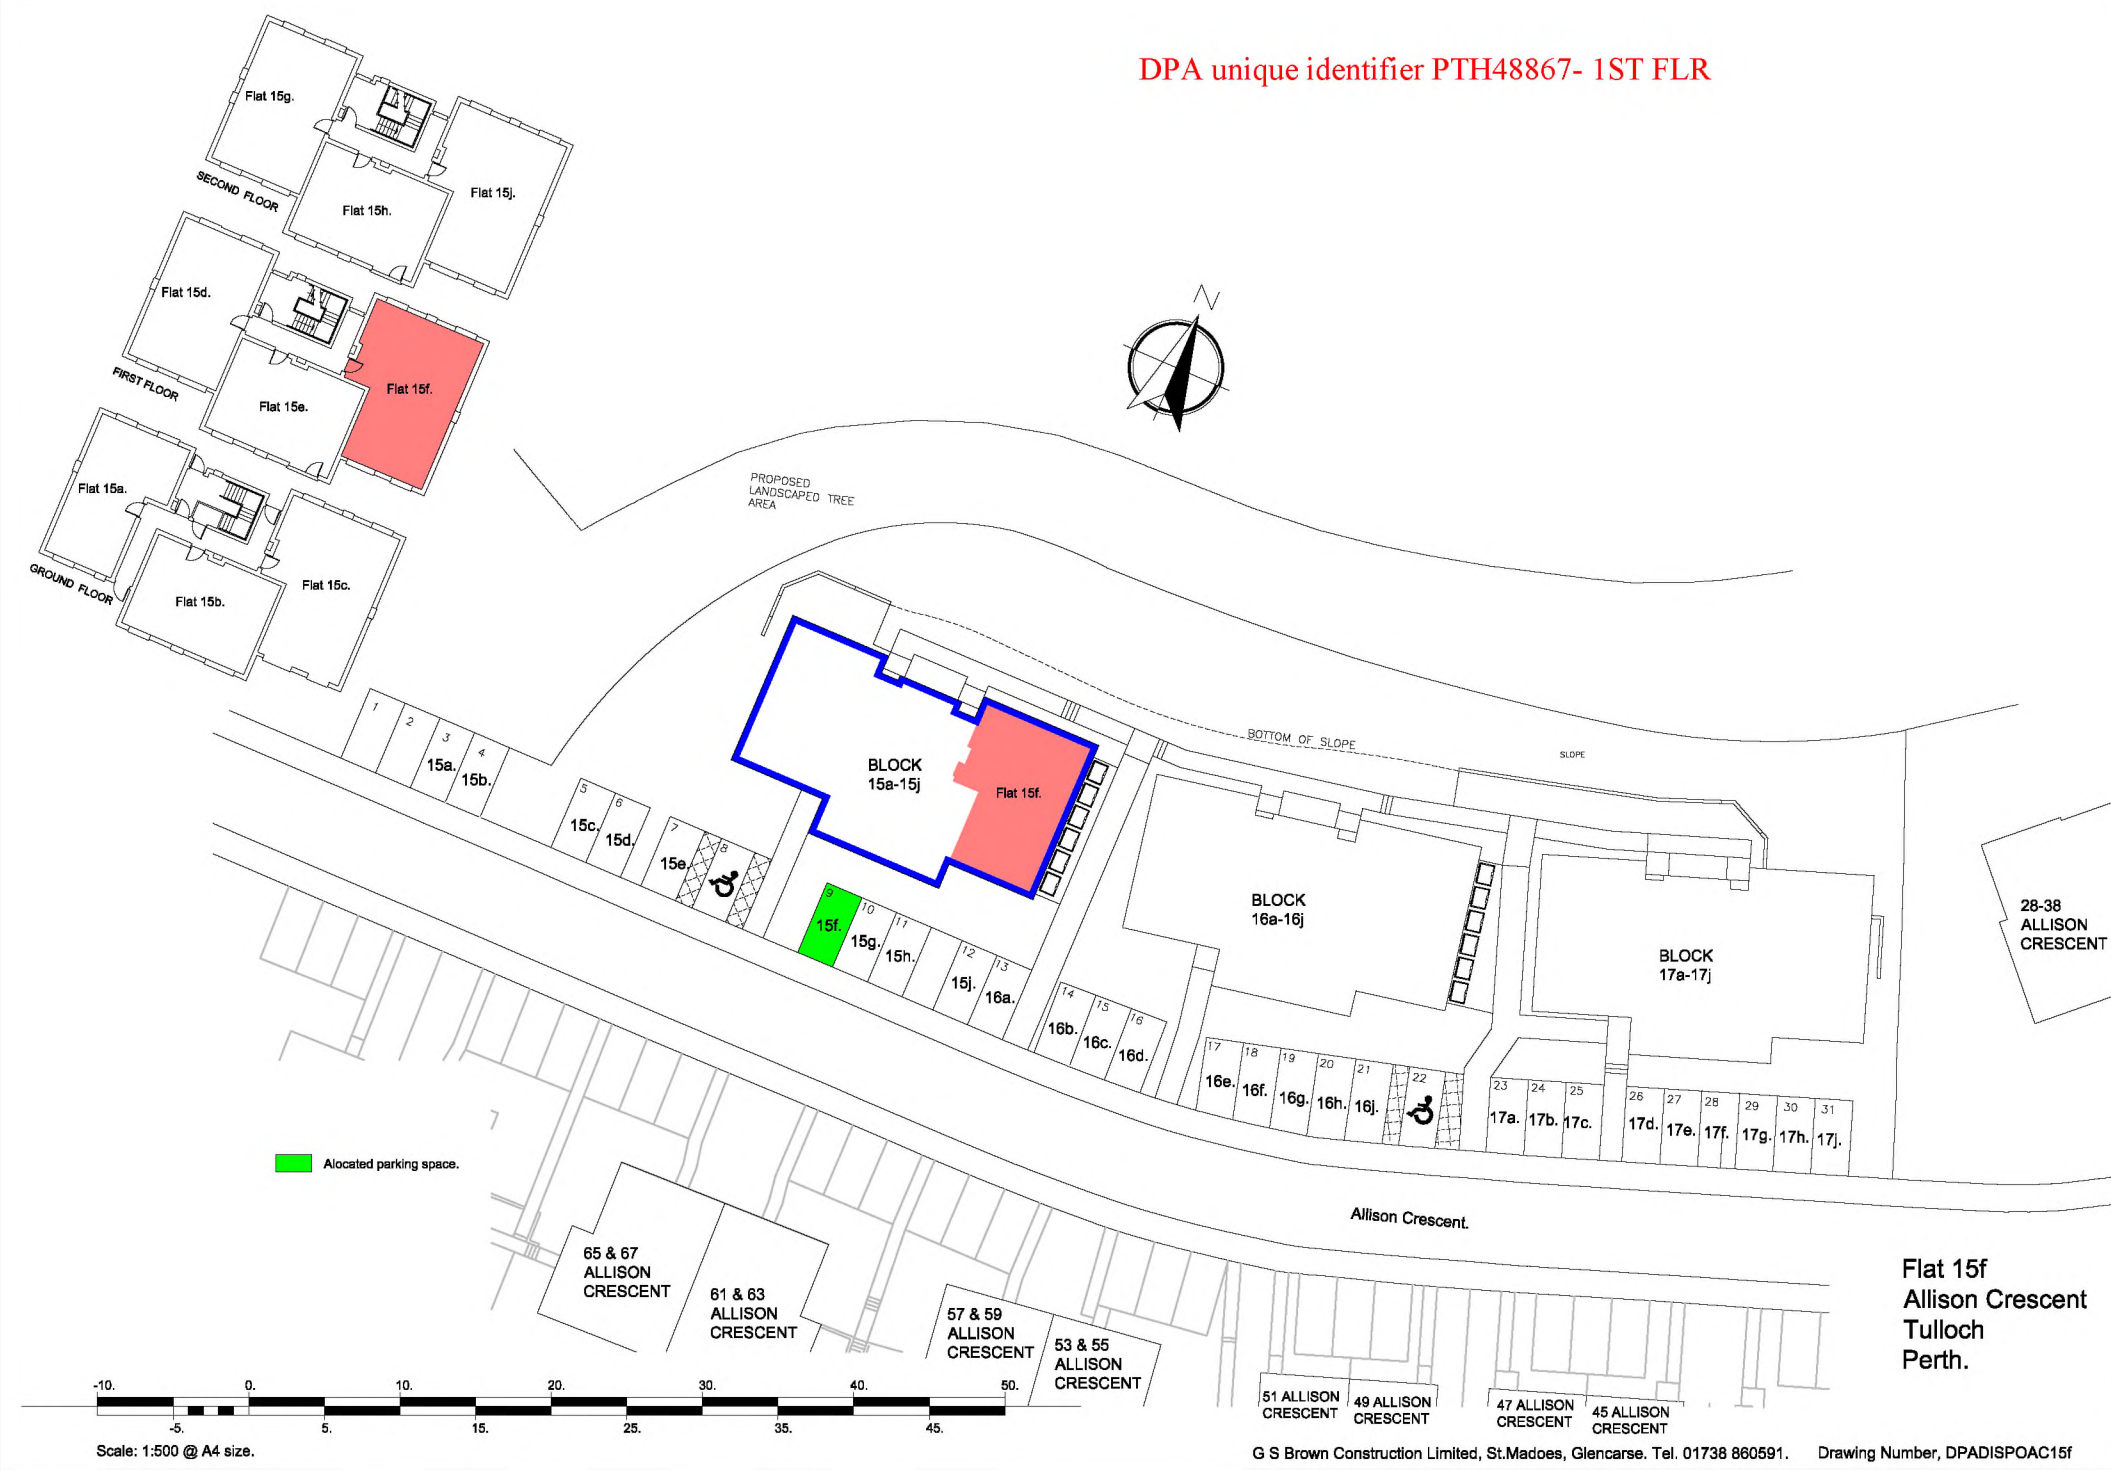 DPA unique identifier PTH48867- 1ST FLR
Flat 15g.
Flat 15j.
Flat 15h.
SECOND FLOOR
Flat 15d.
Flat 15f.
Flat 15e.
FIRST FLOOR
Flat 15a.
Flat 15c.
Flat 15b.
GROUND FLOOR
N
PROPOSED
LANDSCAPED TREE
AREA
BOTTOM OF SLOPE
SLOPE
BLOCK
15a-15j
Flat 15f.
BLOCK
16a-16j
BLOCK
17a-17j
28-38
ALLISON
CRESCENT
1
2
3
15a.
4
15b.
5
15c.
6
15d.
7
15e.
8
9
15f.
10
15g.
11
15h.
12
15j.
13
16a.
14
16b.
15
16c.
16
16d.
17
16e.
18
16f.
19
16g.
20
16h.
21
16j.
22
23
17a.
24
17b.
25
17c.
26
17d.
27
17e.
28
17f.
29
17g.
30
17h.
31
17j.
Alocated parking space.
Allison Crescent.
65 & 67
ALLISON
CRESCENT
61 & 63
ALLISON
CRESCENT
57 & 59
ALLISON
CRESCENT
53 & 55
ALLISON
CRESCENT
51 ALLISON
CRESCENT
49 ALLISON
CRESCENT
47 ALLISON
CRESCENT
45 ALLISON
CRESCENT
Flat 15f
Allison Crescent
Tulloch
Perth.
-10. 0. 10. 20. 30. 40. 50.
-5. 5. 15. 25. 35. 45.
Scale: 1:500 @ A4 size.
G S Brown Construction Limited, St.Madoes, Glencarse. Tel. 01738 860591. Drawing Number, DPADISPOAC15f